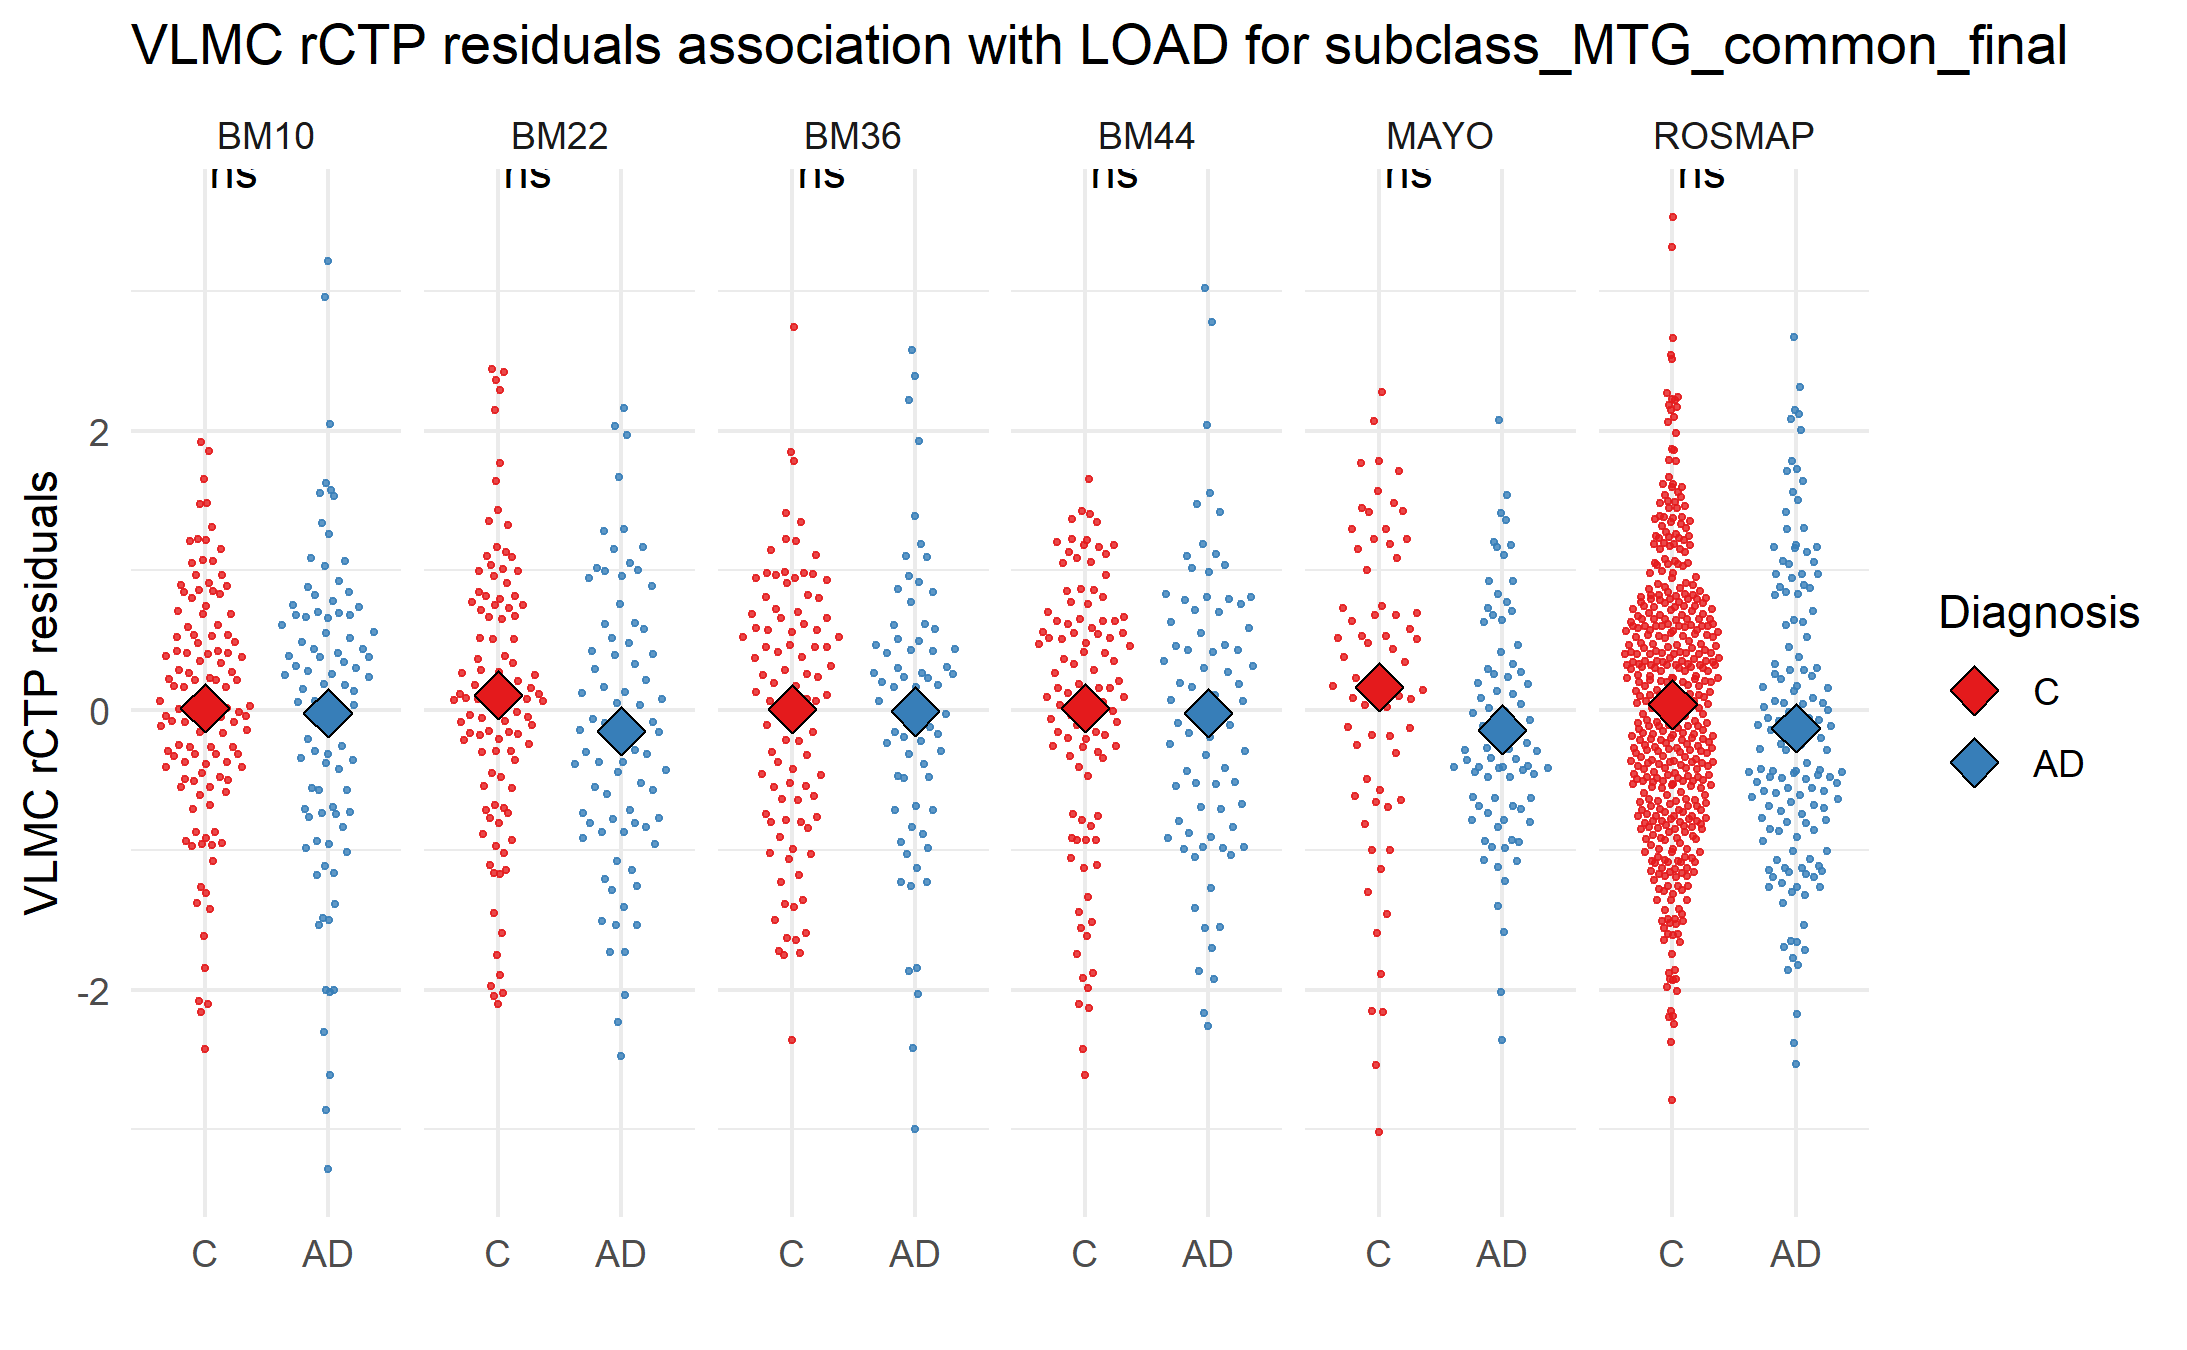 VLMC rCTP residuals association with LOAD for subclass_MTG_common_final
BM10 BM22 BM36 BM44 MAYO ROSMAP
ns ns ns ns ns ns
VLMC rCTP residuals
2
0
-2
C AD C AD C AD C AD C AD C AD
Diagnosis
C
AD